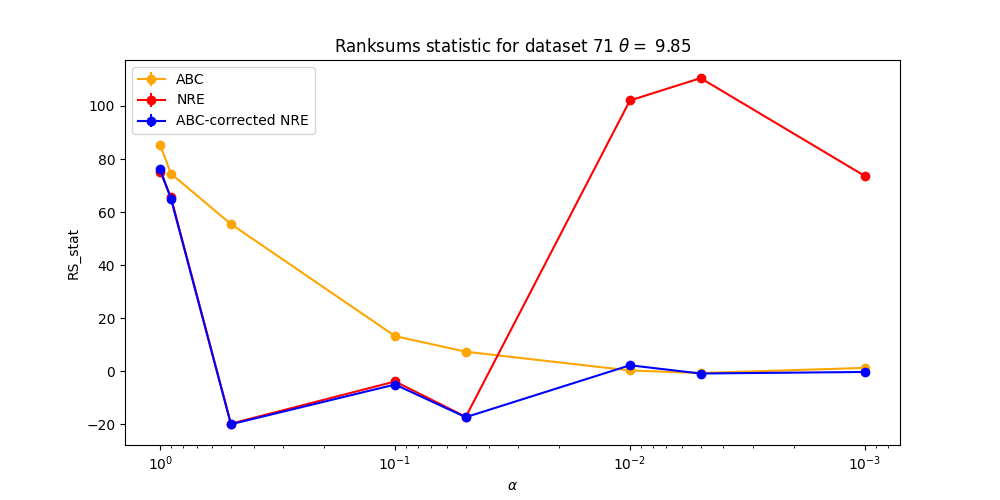 Ranksums statistic for dataset 71 θ = 9.85
ABC
NRE
ABC-corrected NRE
RS_stat
100
80
60
40
20
0
−20
10⁰
10⁻¹
10⁻²
10⁻³
α